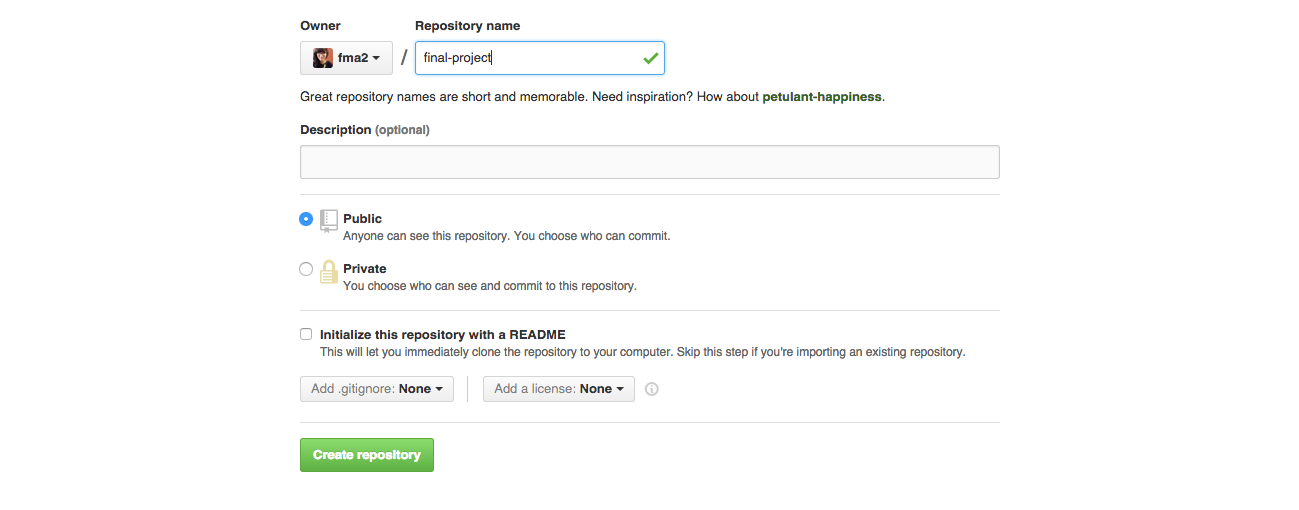 Owner Repository name
fma2 / final-project
Great repository names are short and memorable. Need inspiration? How about petulant-happiness.
Description (optional)
Public
Anyone can see this repository. You choose who can commit.
Private
You choose who can see and commit to this repository.
Initialize this repository with a README
This will let you immediately clone the repository to your computer. Skip this step if you're importing an existing repository.
Add .gitignore: None Add a license: None
Create repository